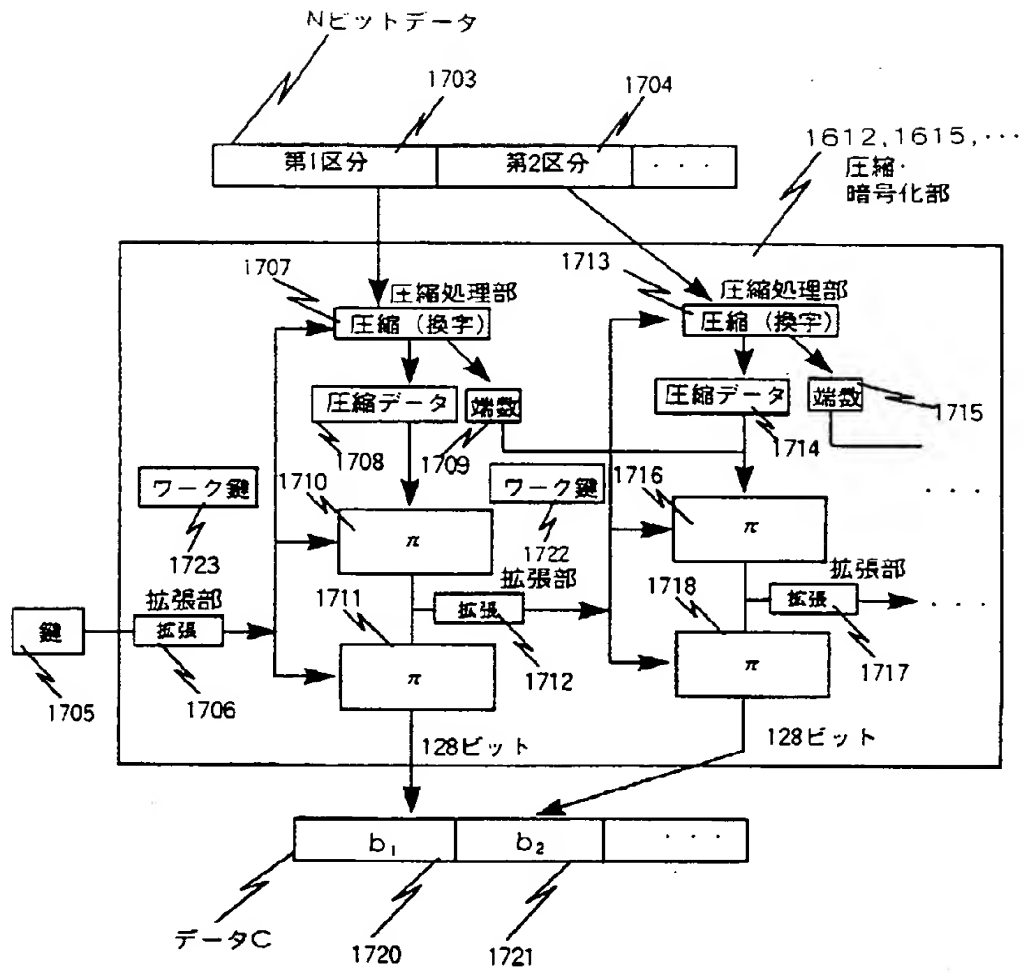 Nビットデータ
1703
1704
第1区分
第2区分
・・・
1612,1615,・・・
圧縮・
暗号化部
1707
圧縮処理部
圧縮（換字）
1713
圧縮処理部
圧縮（換字）
圧縮データ
端数
圧縮データ
端数
1708
1709
1714
1715
ワーク鍵
1710
ワーク鍵
1716
・・・
π
π
1723
1722
拡張部
1711
拡張部
1718
拡張部
鍵
拡張
拡張
拡張
・・・
π
π
1705
1706
1712
1717
128ビット
128ビット
b₁
b₂
・・・
データC
1720
1721